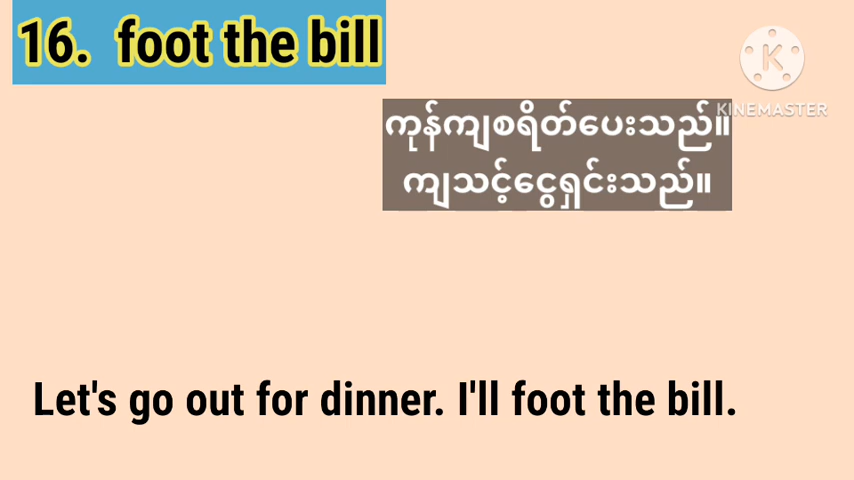 16. foot the bill
KINEMASTER
ကုန်ကျစရိတ်ပေးသည်။
ကျသင့်ငွေရှင်းသည်။
Let's go out for dinner. I'll foot the bill.